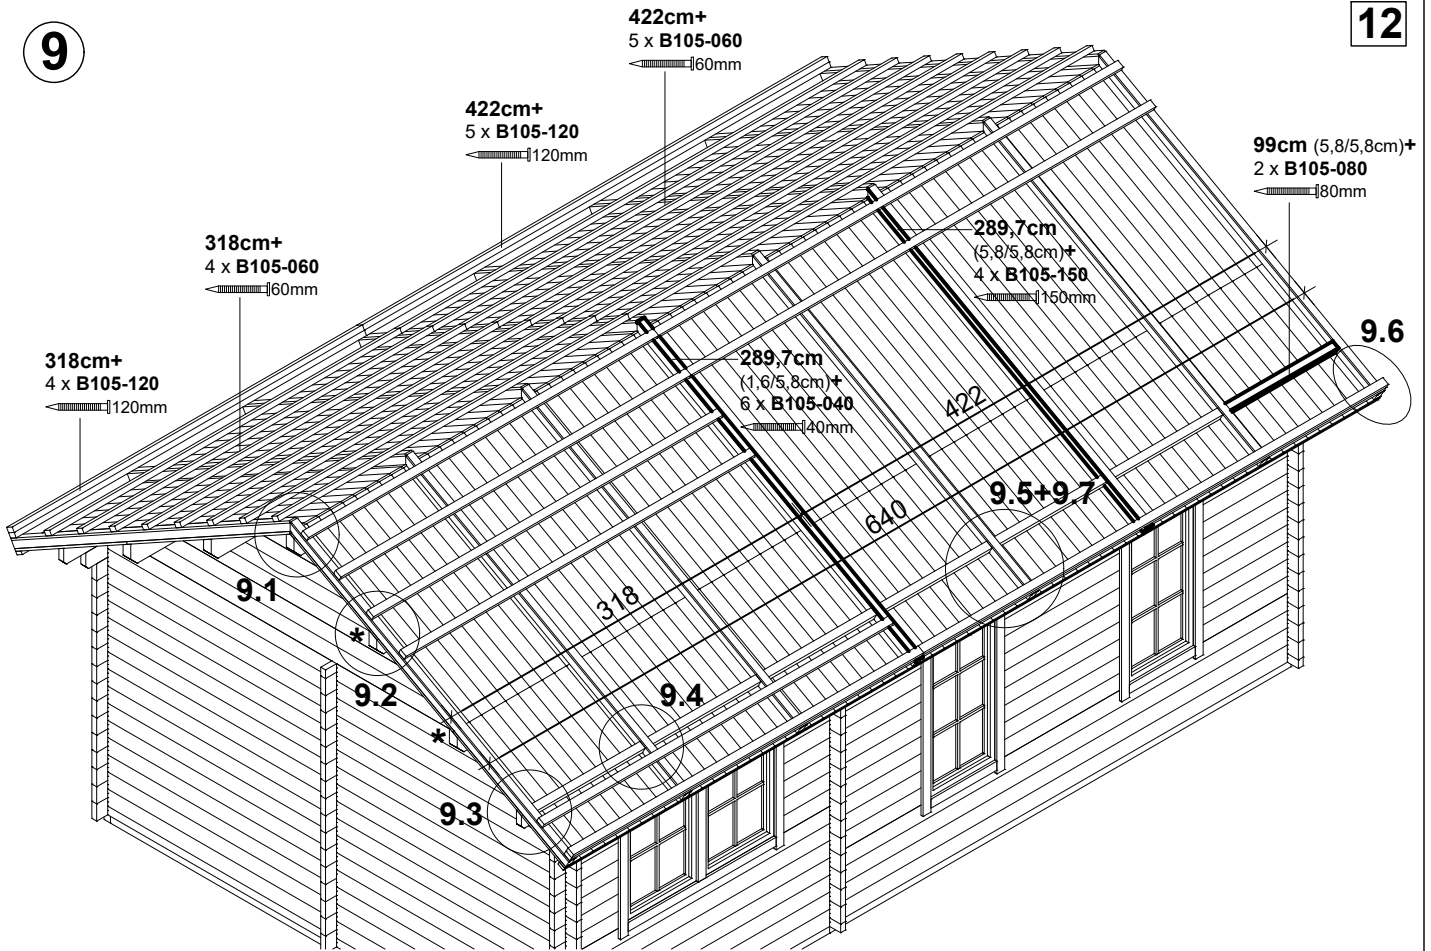 9
12
422cm+
5 x B105-060
60mm
422cm+
5 x B105-120
120mm
99cm (5,8/5,8cm)+
2 x B105-080
80mm
318cm+
4 x B105-060
60mm
289,7cm
(5,8/5,8cm)+
4 x B105-150
150mm
318cm+
4 x B105-120
120mm
289,7cm
(1,6/5,8cm)+
6 x B105-040
40mm
9.6
422
9.5+9.7
640
318
9.1
*
9.2
9.4
*
9.3